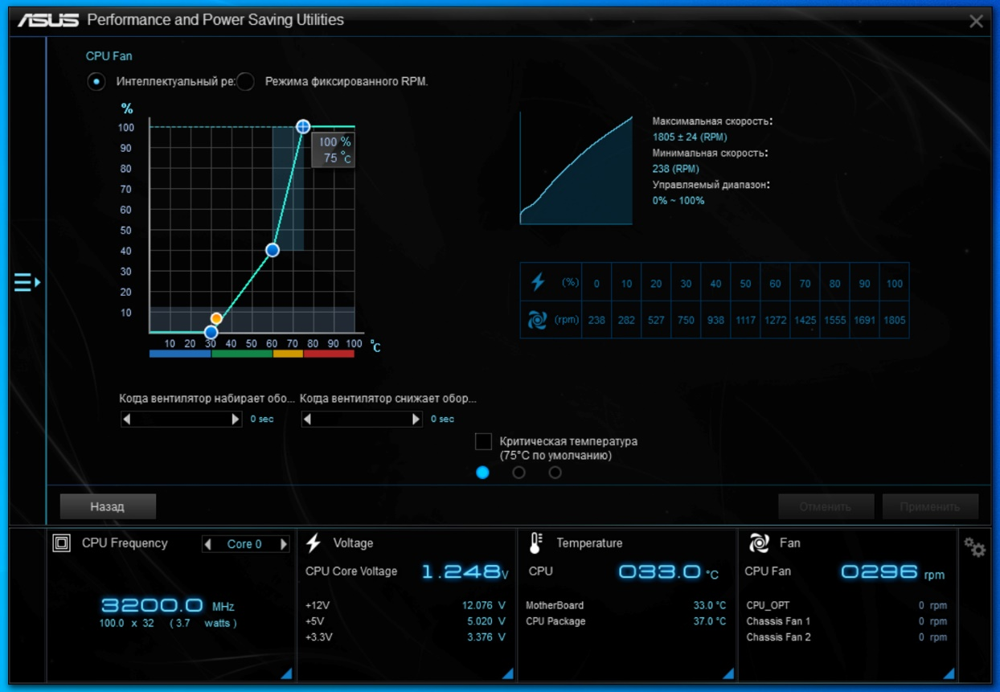 ASUS Performance and Power Saving Utilities
CPU Fan
Интеллектуальный ре: Режима фиксированного RPM.
%
100
90
80
70
60
50
40
30
20
10
100 %
75 °C
10 20 30 40 50 60 70 80 90 100 °C
Максимальная скорость:
1805 ± 24 (RPM)
Минимальная скорость:
238 (RPM)
Управляемый диапазон:
0% ~ 100%
(%) 0 10 20 30 40 50 60 70 80 90 100
(rpm) 238 282 527 750 938 1117 1272 1425 1555 1691 1805
Когда вентилятор набирает обо... Когда вентилятор снижает обор...
0 sec 0 sec
Критическая температура
(75°C по умолчанию)
Назад Отменить Применить
CPU Frequency Core 0
3200.0 MHz
100.0 x 32 ( 3.7 watts )
Voltage
CPU Core Voltage 1.248 V
+12V 12.076 V
+5V 5.020 V
+3.3V 3.376 V
Temperature
CPU 033.0 °C
MotherBoard 33.0 °C
CPU Package 37.0 °C
Fan
CPU Fan 0296 rpm
CPU_OPT 0 rpm
Chassis Fan 1 0 rpm
Chassis Fan 2 0 rpm